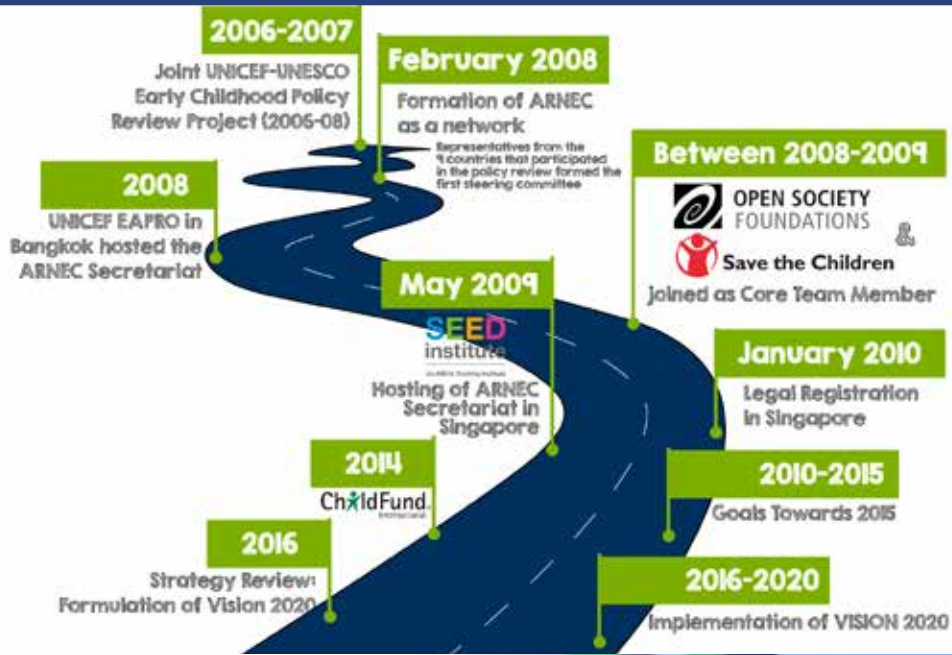 2006-2007
Joint UNICEF-UNESCO
Early Childhood Policy
Review Project (2006-08)
February 2008
Formation of ARNEC
as a network
Representatives from the
9 countries that participated
in the policy review formed the
first steering committee
2008
UNICEF EAPRO in
Bangkok hosted the
ARNEC Secretariat
Between 2008-2009
OPEN SOCIETY
FOUNDATIONS
&
Save the Children
joined as Core Team Member
May 2009
SEED
institute
Hosting of ARNEC
Secretariat in
Singapore
January 2010
Legal Registration
in Singapore
2014
ChildFund
International
2010-2015
Goals Towards 2015
2016
Strategy Review:
Formulation of Vision 2020
2016-2020
Implementation of VISION 2020